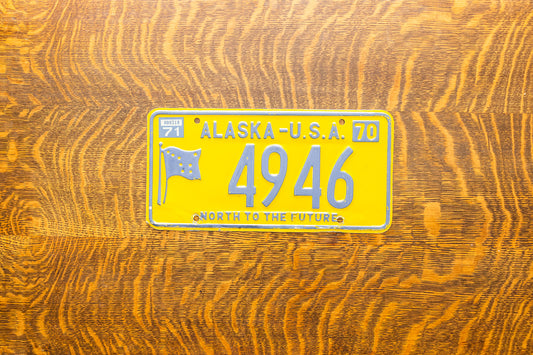 71 ALASKA-U.S.A. 70
4946
NORTH TO THE FUTURE